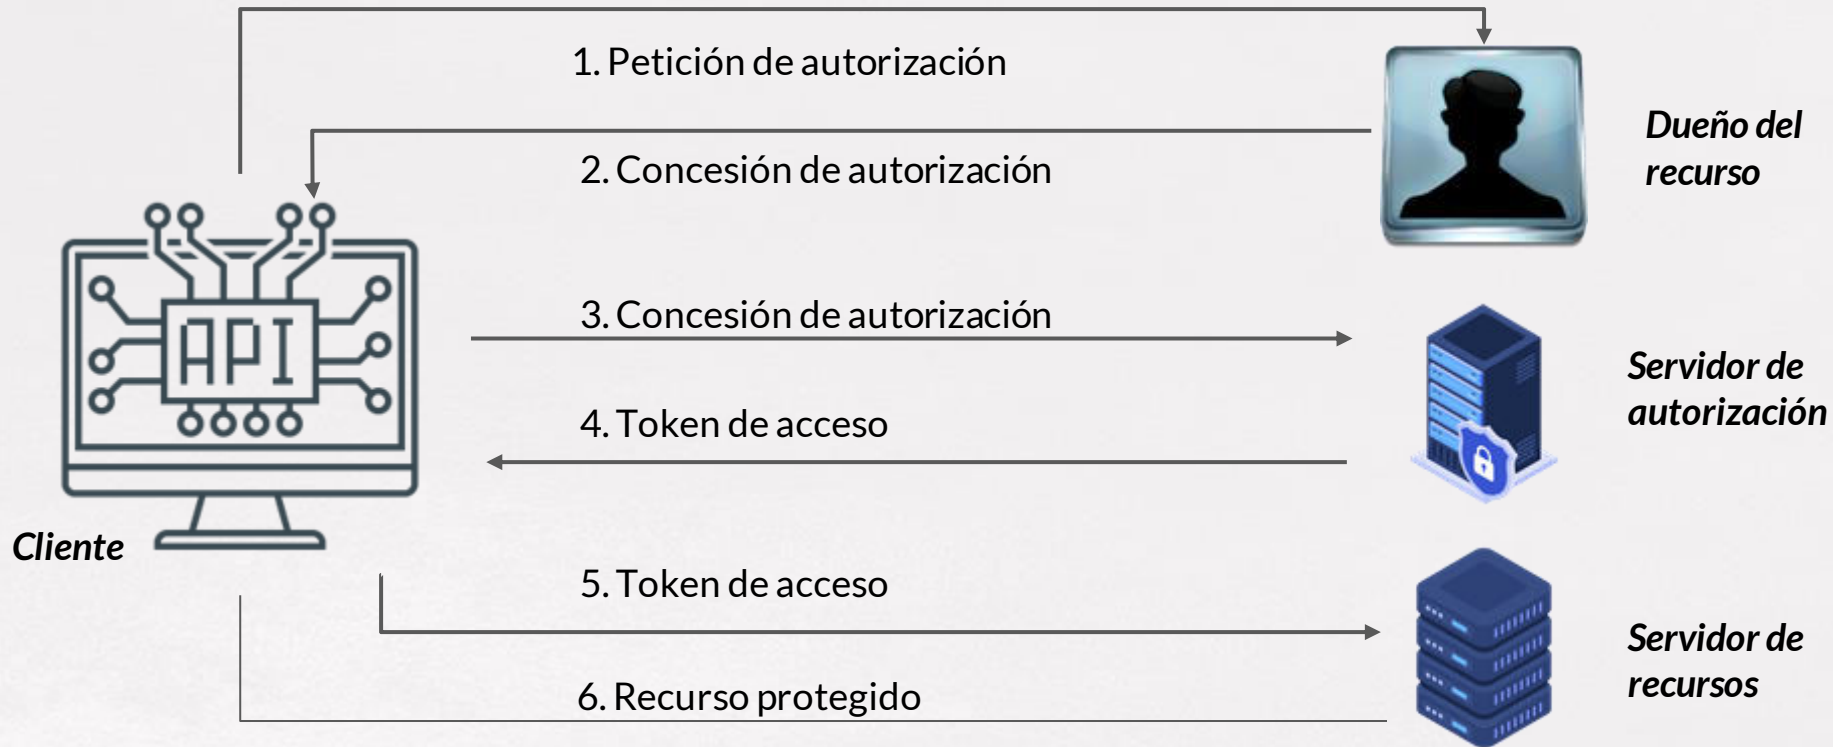 1. Petición de autorización
2. Concesión de autorización
Dueño del
recurso
API
3. Concesión de autorización
Servidor de
autorización
4. Token de acceso
Cliente
5. Token de acceso
Servidor de
recursos
6. Recurso protegido